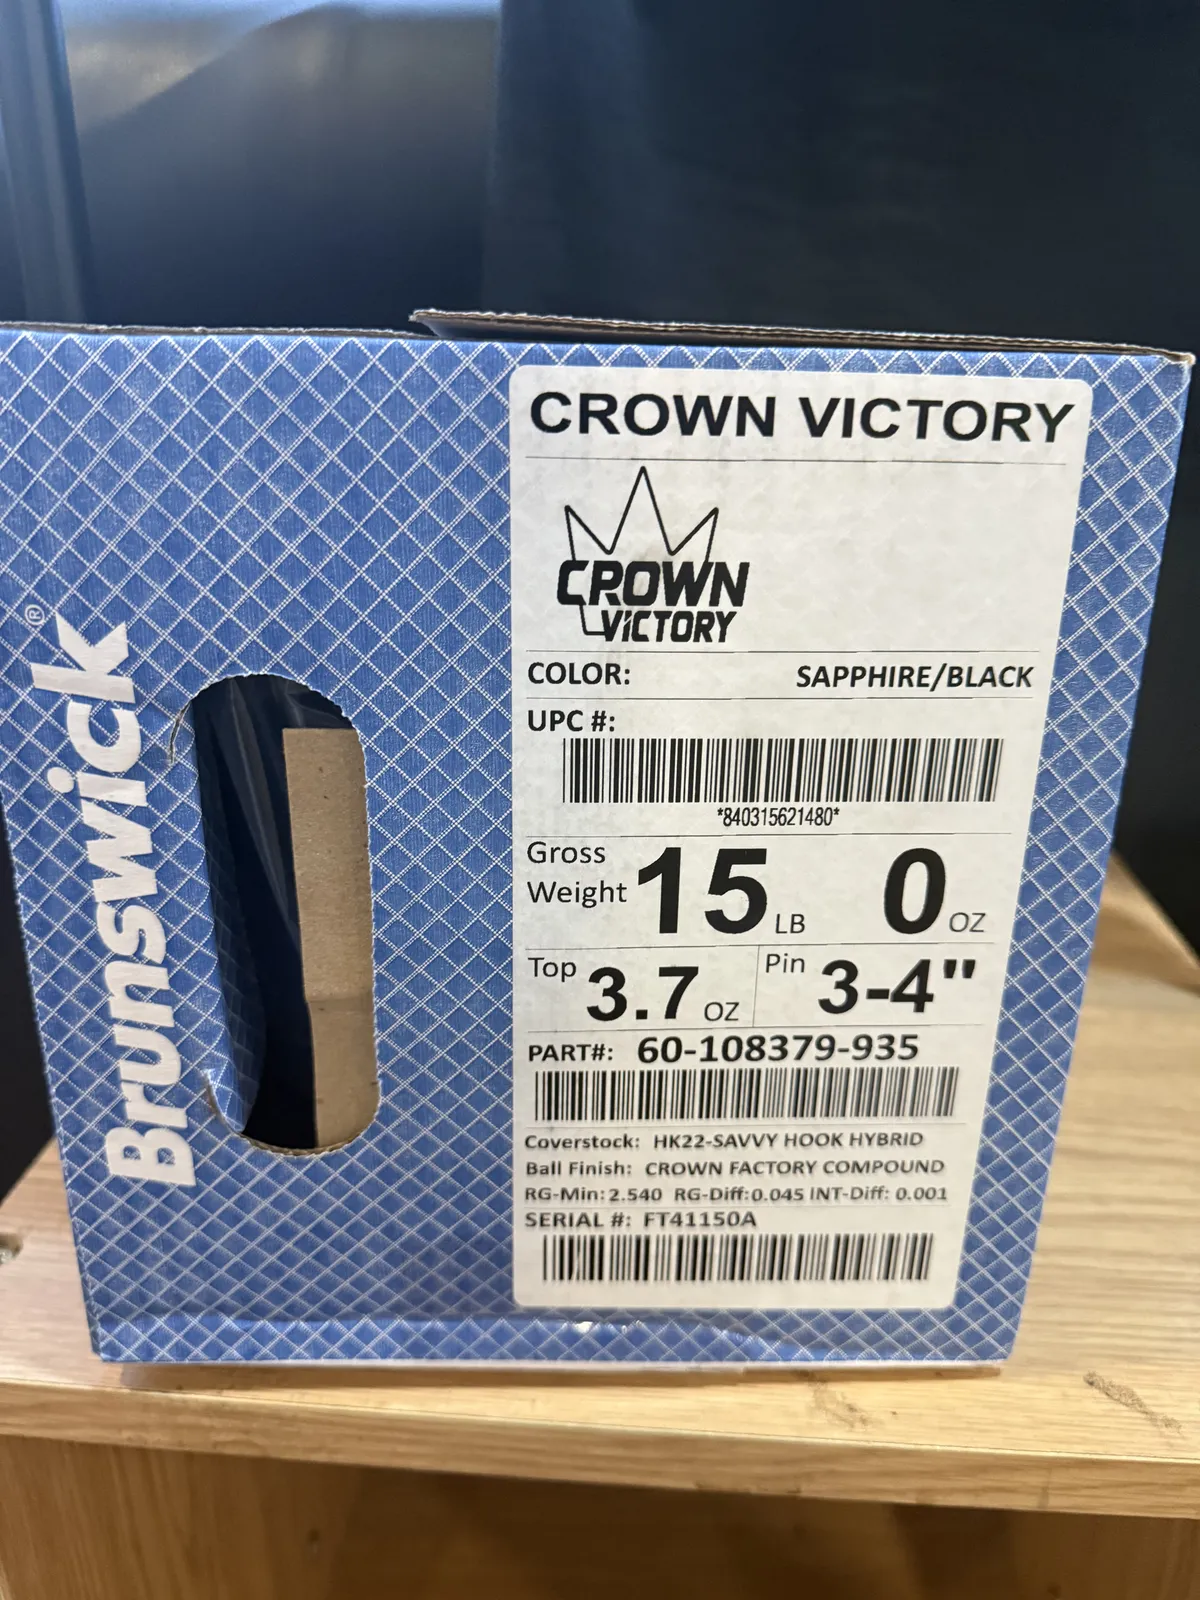 CROWN VICTORY
CROWN
VICTORY
COLOR: SAPPHIRE/BLACK
UPC #:
*840315621480*
Gross
Weight 15 LB 0 OZ
Top 3.7 OZ Pin 3-4"
PART#: 60-108379-935
Coverstock: HK22-SAVVY HOOK HYBRID
Ball Finish: CROWN FACTORY COMPOUND
RG-Min: 2.540 RG-Diff: 0.045 INT-Diff: 0.001
SERIAL #: FT41150A
Brunswick®